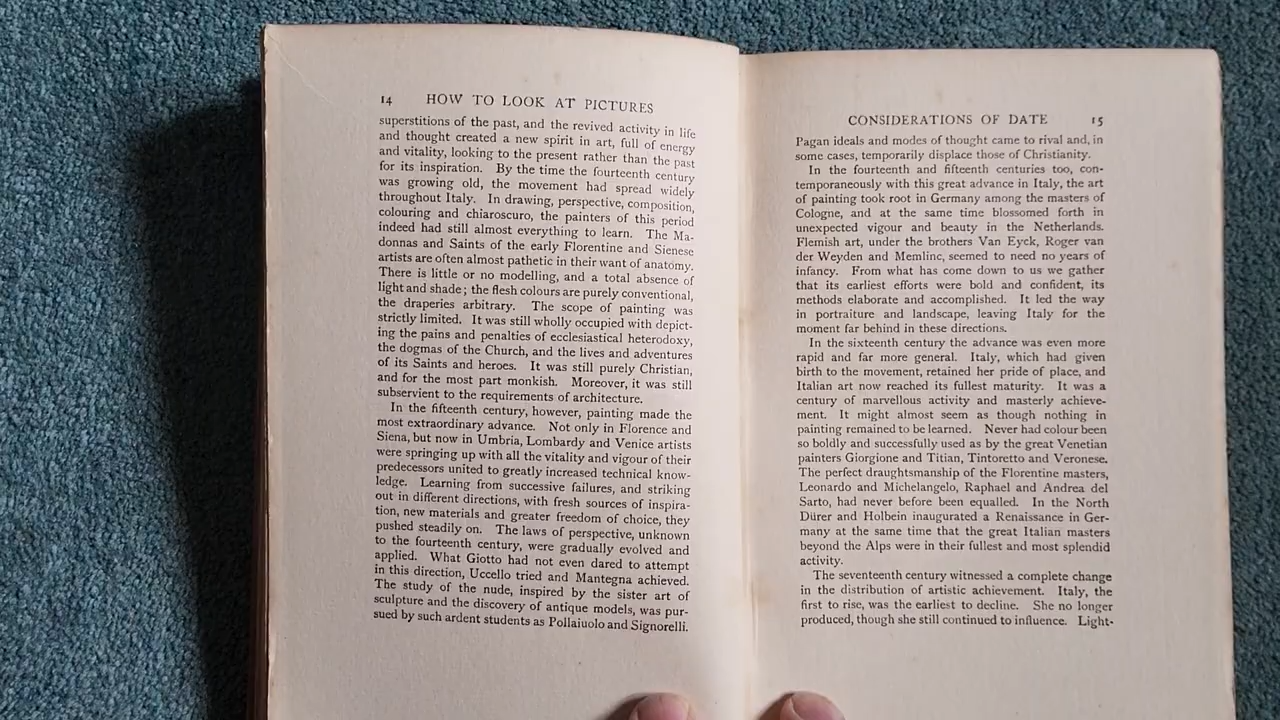 14 HOW TO LOOK AT PICTURES
superstitions of the past, and the revived activity in life
and thought created a new spirit in art, full of energy
and vitality, looking to the present rather than the past
for its inspiration. By the time the fourteenth century
was growing old, the movement had spread widely
throughout Italy. In drawing, perspective, composition,
colouring and chiaroscuro, the painters of this period
indeed had still almost everything to learn. The Ma-
donnas and Saints of the early Florentine and Sienese
artists are often almost pathetic in their want of anatomy.
There is little or no modelling, and a total absence of
light and shade; the flesh colours are purely conventional,
the draperies arbitrary. The scope of painting was
strictly limited. It was still wholly occupied with depict-
ing the pains and penalties of ecclesiastical heterodoxy,
the dogmas of the Church, and the lives and adventures
of its Saints and heroes. It was still purely Christian,
and for the most part monkish. Moreover, it was still
subservient to the requirements of architecture.
In the fifteenth century, however, painting made the
most extraordinary advance. Not only in Florence and
Siena, but now in Umbria, Lombardy and Venice artists
were springing up with all the vitality and vigour of their
predecessors united to greatly increased technical know-
ledge. Learning from successive failures, and striking
out in different directions, with fresh sources of inspira-
tion, new materials and greater freedom of choice, they
pushed steadily on. The laws of perspective, unknown
to the fourteenth century, were gradually evolved and
applied. What Giotto had not even dared to attempt
in this direction, Uccello tried and Mantegna achieved.
The study of the nude, inspired by the sister art of
sculpture and the discovery of antique models, was pur-
sued by such ardent students as Pollaiuolo and Signorelli.
CONSIDERATIONS OF DATE 15
Pagan ideals and modes of thought came to rival and, in
some cases, temporarily displace those of Christianity.
In the fourteenth and fifteenth centuries too, con-
temporaneously with this great advance in Italy, the art
of painting took root in Germany among the masters of
Cologne, and at the same time blossomed forth in
unexpected vigour and beauty in the Netherlands.
Flemish art, under the brothers Van Eyck, Roger van
der Weyden and Memlinc, seemed to need no years of
infancy. From what has come down to us we gather
that its earliest efforts were bold and confident, its
methods elaborate and accomplished. It led the way
in portraiture and landscape, leaving Italy for the
moment far behind in these directions.
In the sixteenth century the advance was even more
rapid and far more general. Italy, which had given
birth to the movement, retained her pride of place, and
Italian art now reached its fullest maturity. It was a
century of marvellous activity and masterly achieve-
ment. It might almost seem as though nothing in
painting remained to be learned. Never had colour been
so boldly and successfully used as by the great Venetian
painters Giorgione and Titian, Tintoretto and Veronese.
The perfect draughtsmanship of the Florentine masters,
Leonardo and Michelangelo, Raphael and Andrea del
Sarto, had never before been equalled. In the North
Dürer and Holbein inaugurated a Renaissance in Ger-
many at the same time that the great Italian masters
beyond the Alps were in their fullest and most splendid
activity.
The seventeenth century witnessed a complete change
in the distribution of artistic achievement. Italy, the
first to rise, was the earliest to decline. She no longer
produced, though she still continued to influence. Light-